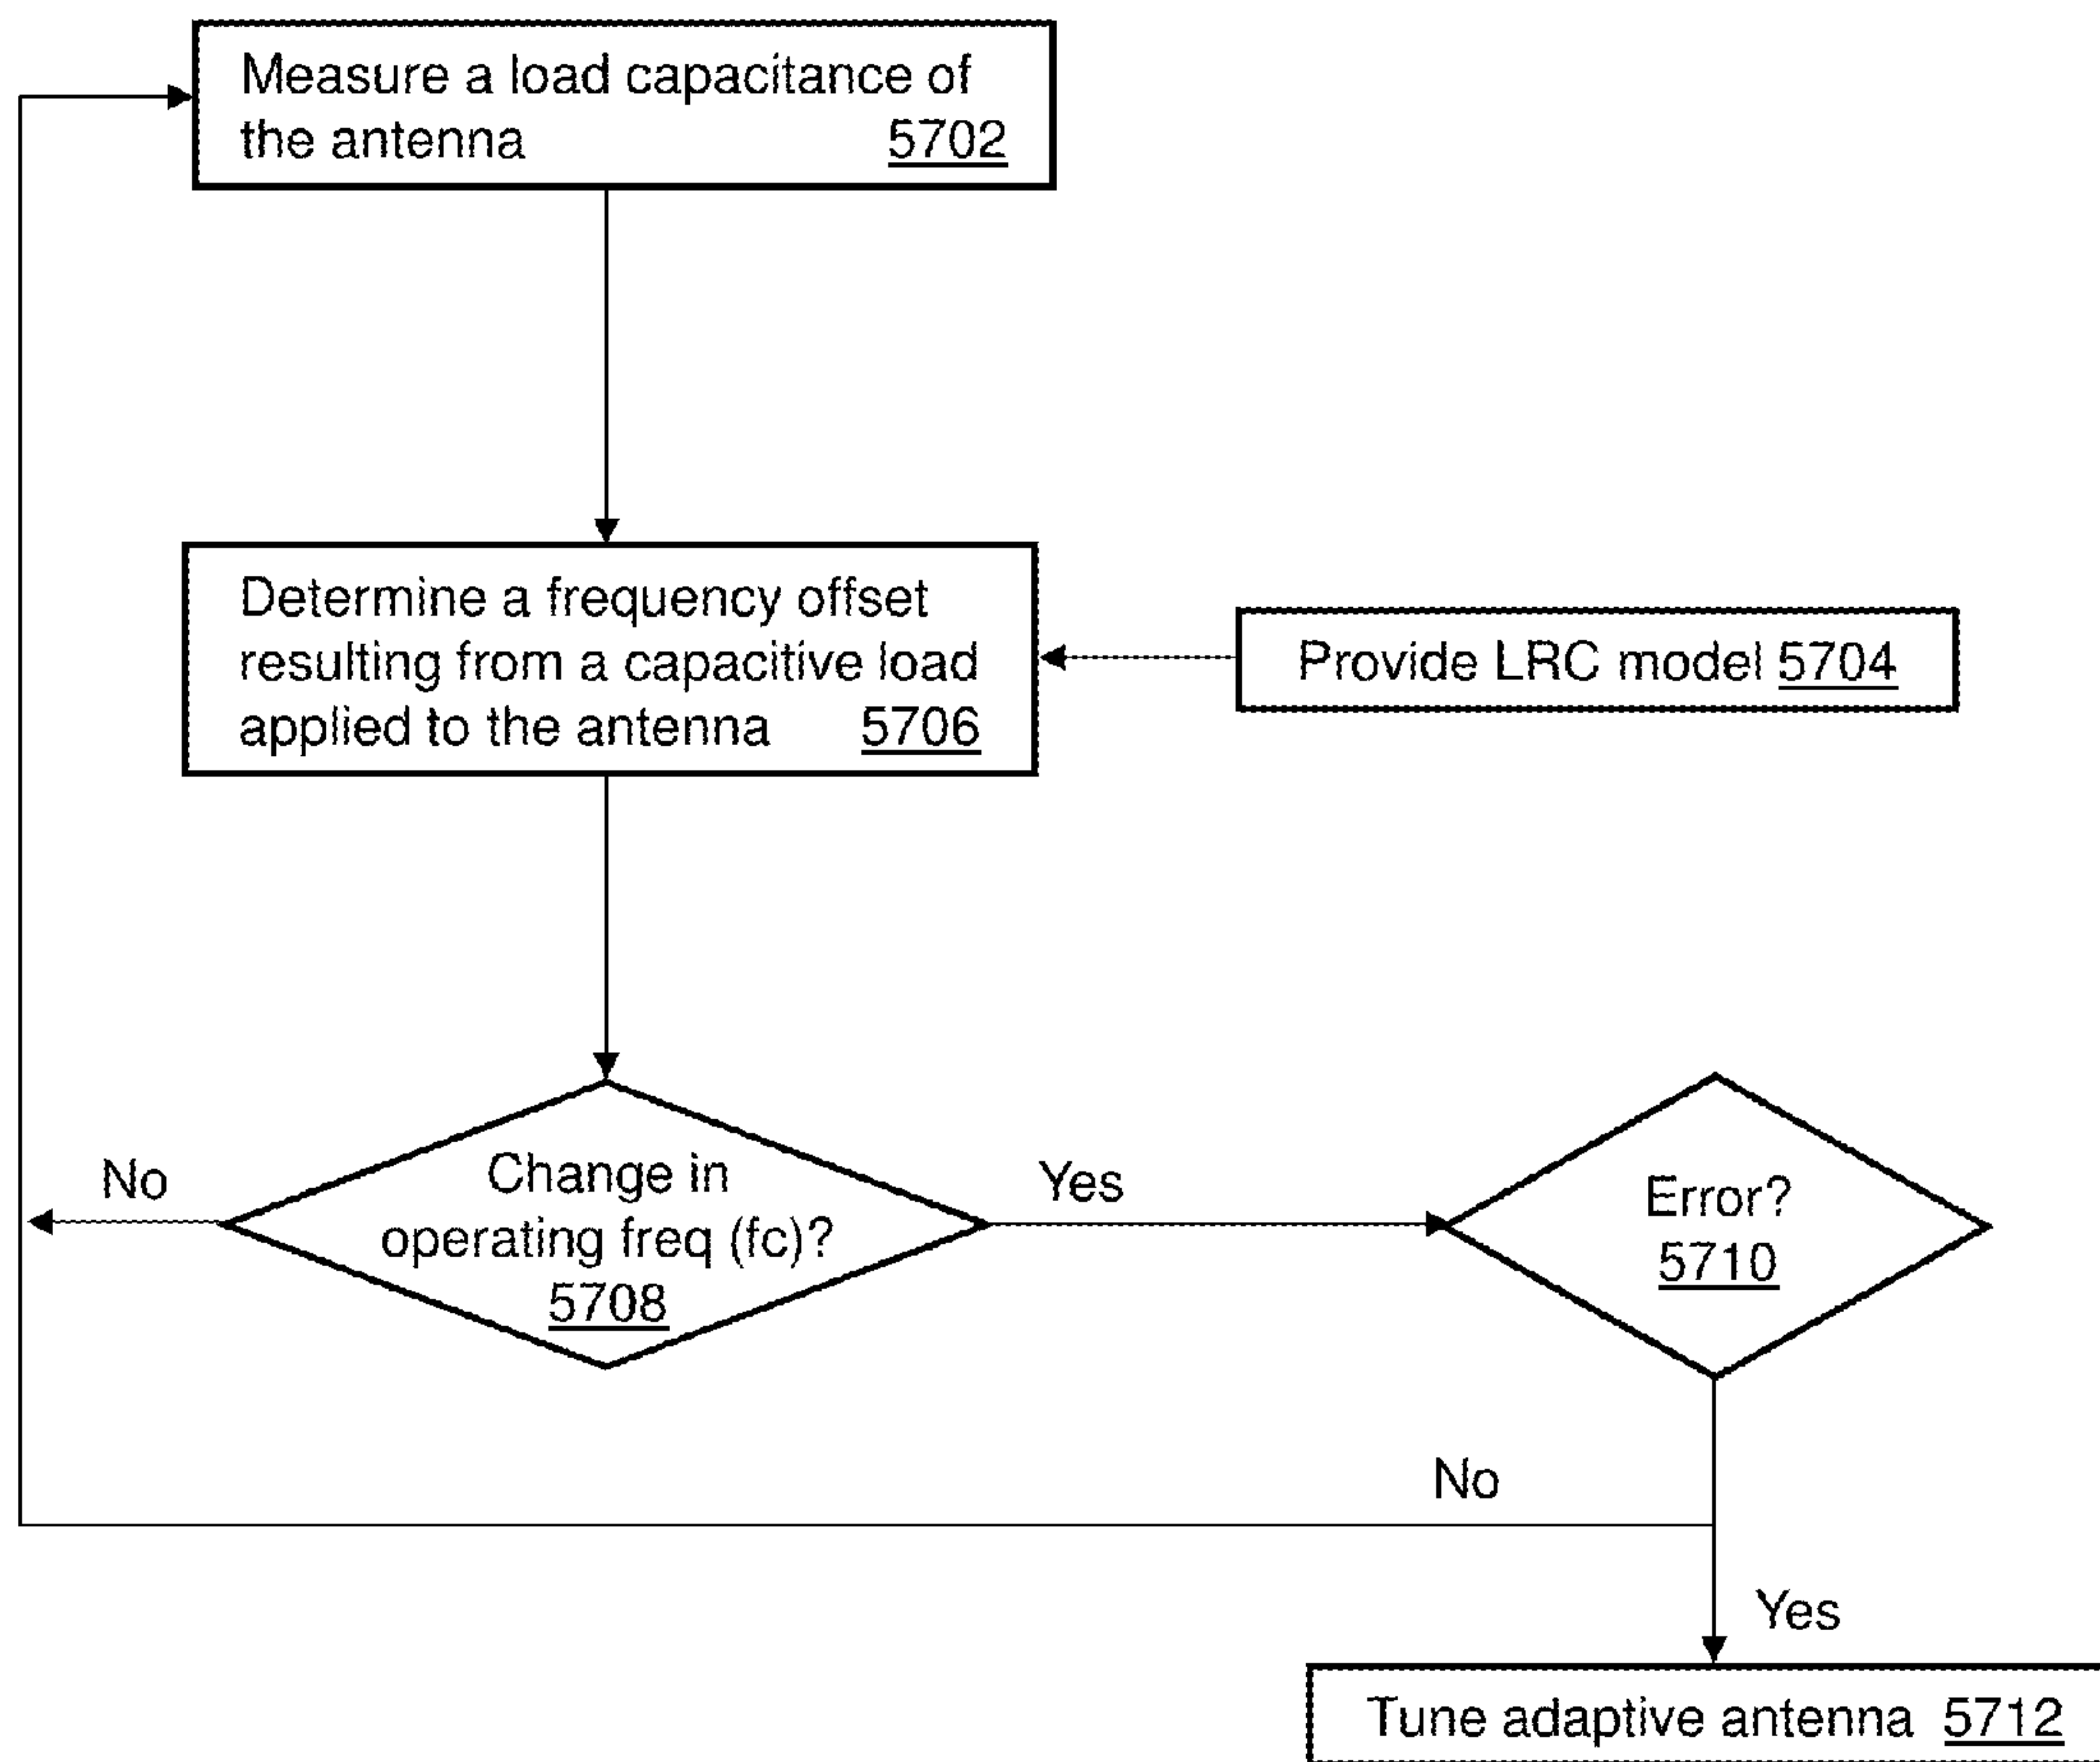 Measure a load capacitance of
the antenna 5702
Determine a frequency offset
resulting from a capacitive load
applied to the antenna 5706
Provide LRC model 5704
No
Change in
operating freq (fc)?
5708
Yes
Error?
5710
No
Yes
Tune adaptive antenna 5712